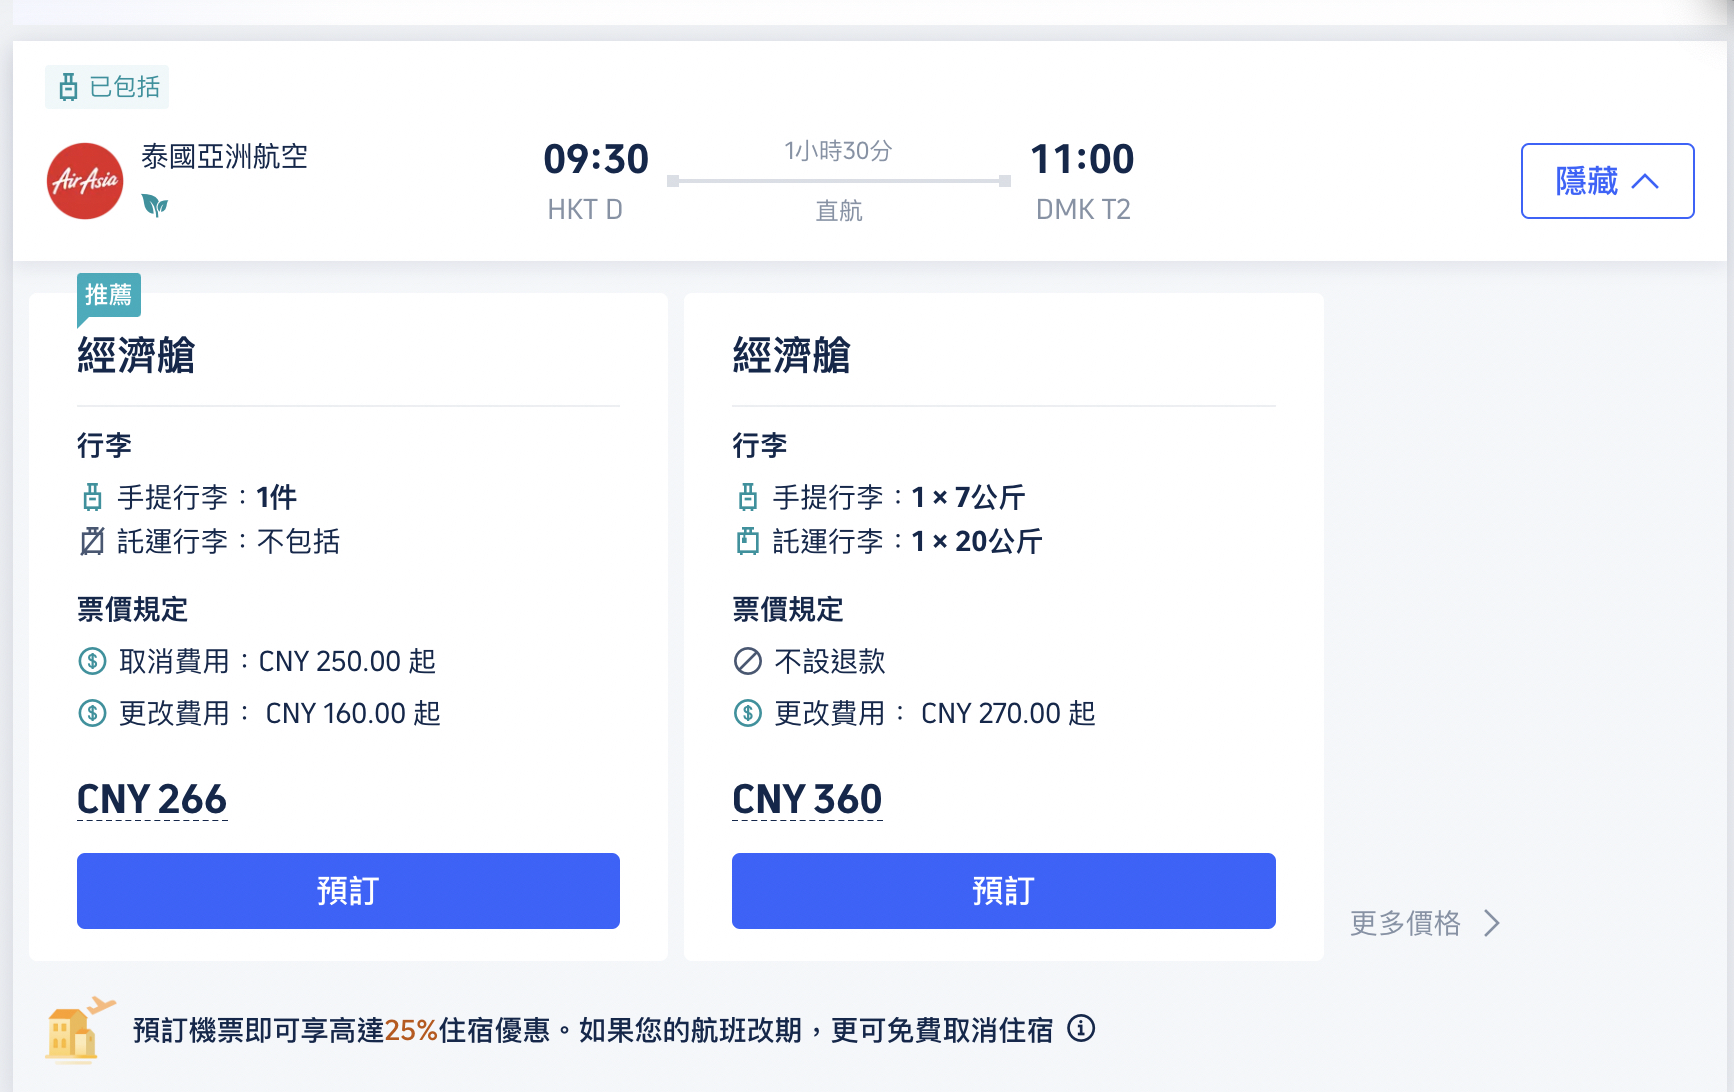 已包括
AirAsia
泰國亞洲航空
09:30
HKT D
1小時30分
直航
11:00
DMK T2
隱藏
推薦
經濟艙
行李
手提行李：1件
託運行李：不包括
票價規定
取消費用：CNY 250.00 起
更改費用： CNY 160.00 起
CNY 266
預訂
經濟艙
行李
手提行李：1 × 7公斤
託運行李：1 × 20公斤
票價規定
不設退款
更改費用： CNY 270.00 起
CNY 360
預訂
更多價格
預訂機票即可享高達25%住宿優惠。如果您的航班改期，更可免費取消住宿